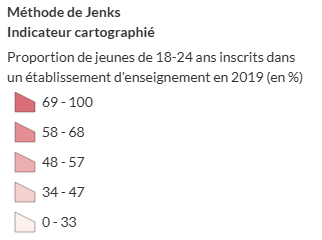 Méthode de Jenks
Indicateur cartographié
Proportion de jeunes de 18-24 ans inscrits dans
un établissement d'enseignement en 2019 (en %)
69 - 100
58 - 68
48 - 57
34 - 47
0 - 33